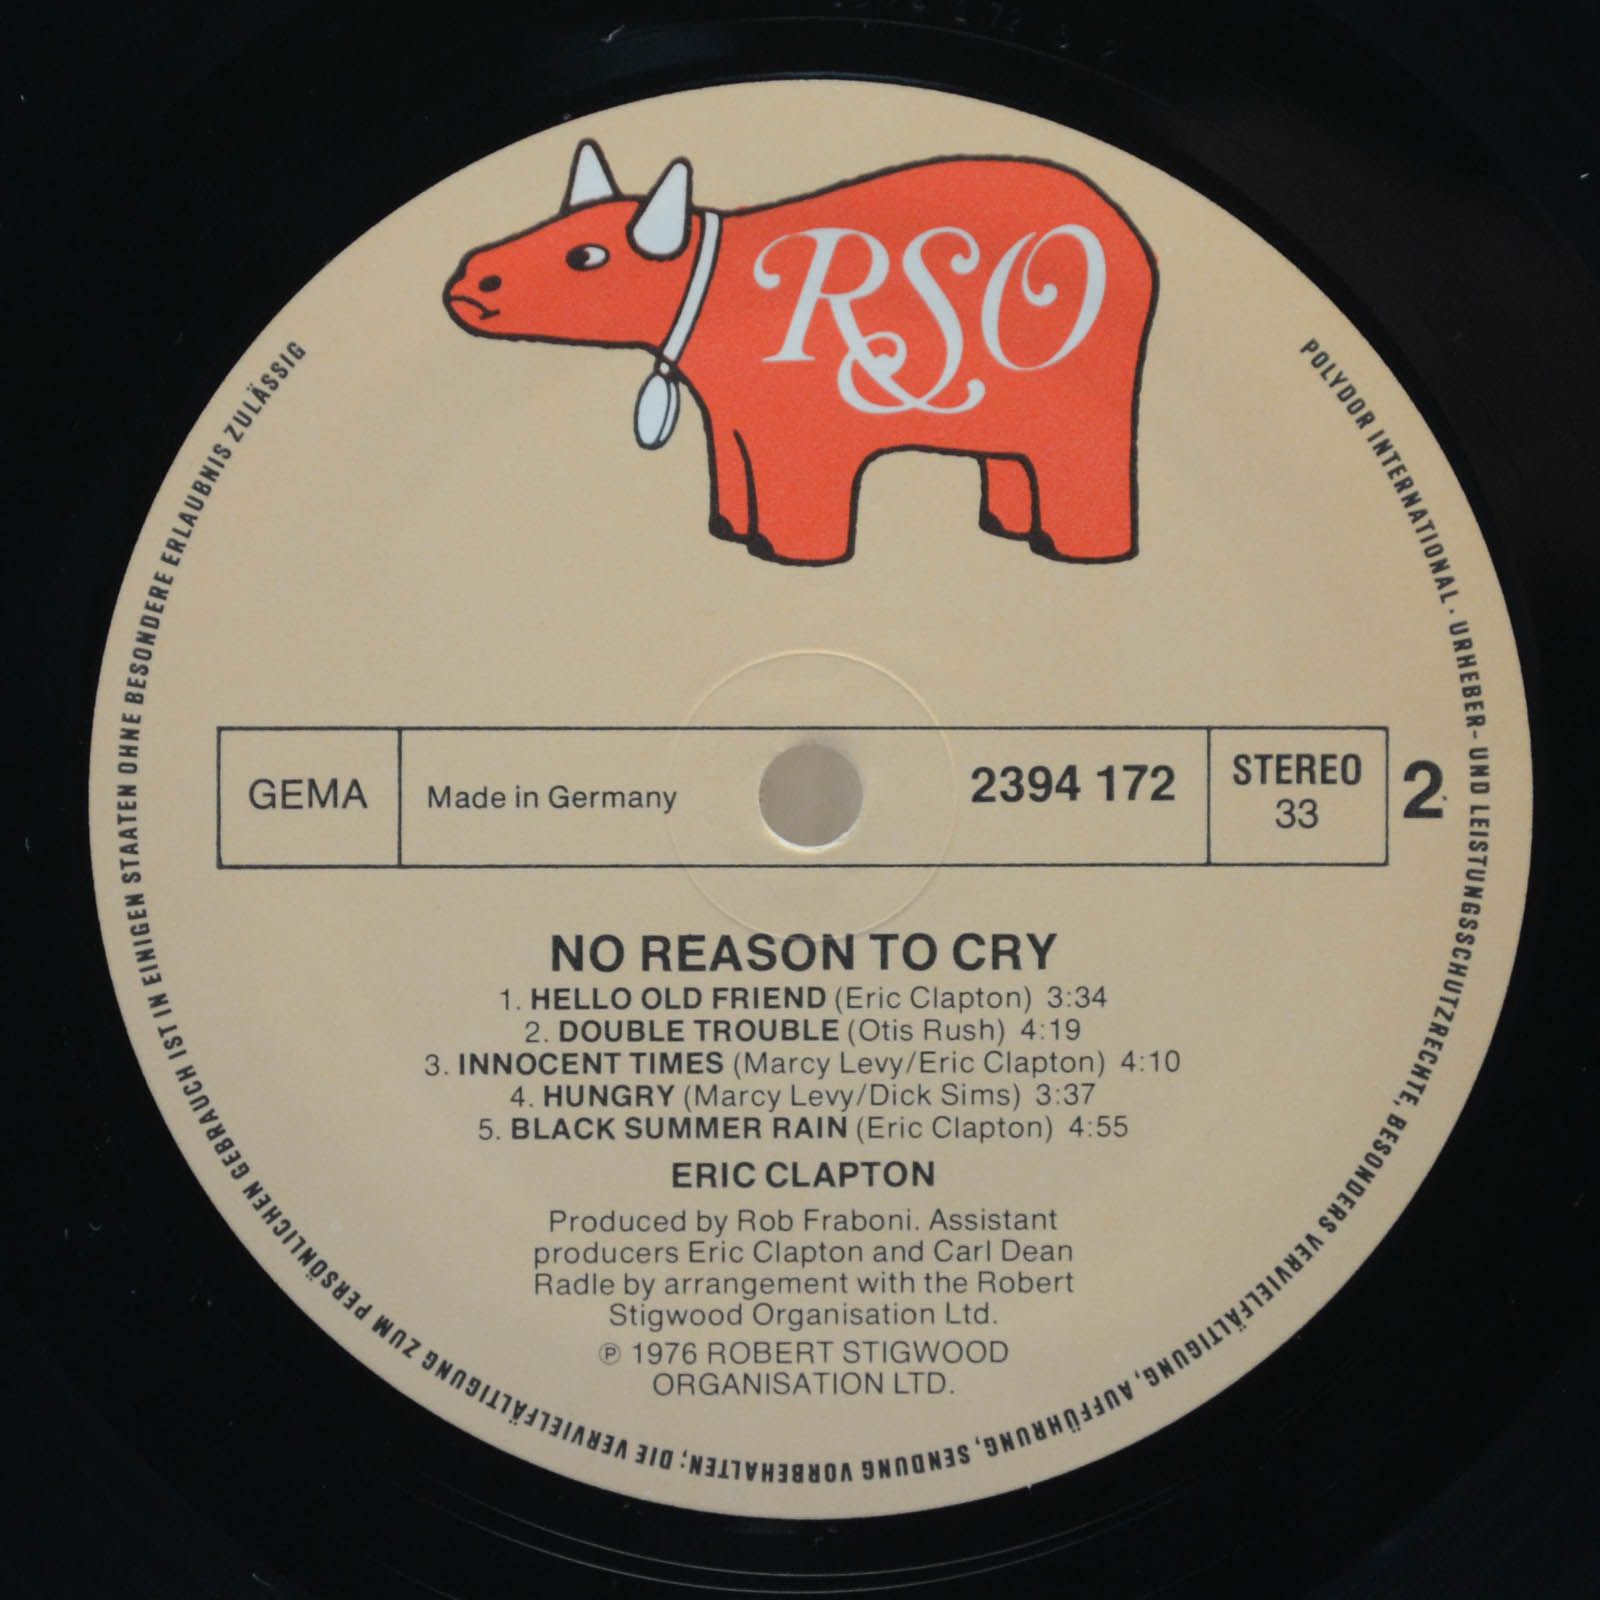 RSO
POLYDOR INTERNATIONAL · URHEBER- UND LEISTUNGSSCHUTZRECHTE, BESONDERS VERVIELFÄLTIGUNG, AUFFÜHRUNG, SENDUNG VORBEHALTEN; DIE VERVIELFÄLTIGUNG ZUM PERSÖNLICHEN GEBRAUCH IST IN EINIGEN STAATEN OHNE BESONDERE ERLAUBNIS ZULÄSSIG
GEMA
Made in Germany
2394 172
STEREO
33
2
NO REASON TO CRY
1. HELLO OLD FRIEND (Eric Clapton) 3:34
2. DOUBLE TROUBLE (Otis Rush) 4:19
3. INNOCENT TIMES (Marcy Levy/Eric Clapton) 4:10
4. HUNGRY (Marcy Levy/Dick Sims) 3:37
5. BLACK SUMMER RAIN (Eric Clapton) 4:55
ERIC CLAPTON
Produced by Rob Fraboni. Assistant
producers Eric Clapton and Carl Dean
Radle by arrangement with the Robert
Stigwood Organisation Ltd.
℗ 1976 ROBERT STIGWOOD
ORGANISATION LTD.